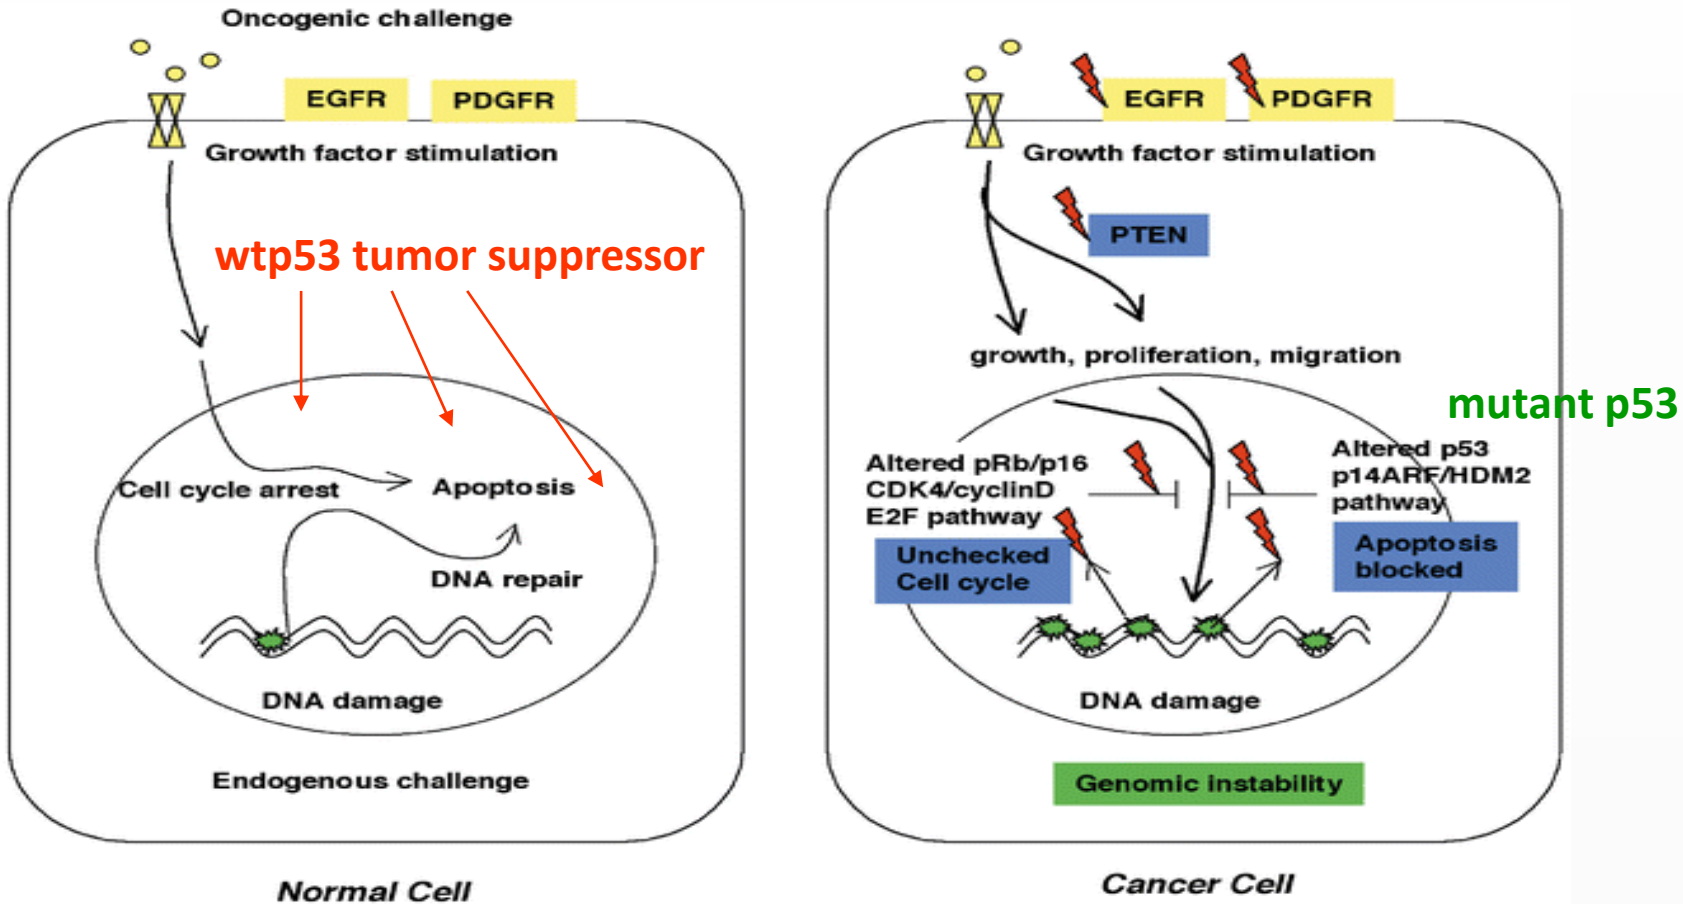 Oncogenic challenge
EGFR
PDGFR
Growth factor stimulation
wtp53 tumor suppressor
Cell cycle arrest
Apoptosis
DNA repair
DNA damage
Endogenous challenge
Normal Cell
EGFR
PDGFR
Growth factor stimulation
PTEN
growth, proliferation, migration
mutant p53
Altered pRb/p16
CDK4/cyclinD
E2F pathway
Altered p53
p14ARF/HDM2
pathway
Unchecked
Cell cycle
Apoptosis
blocked
DNA damage
Genomic instability
Cancer Cell